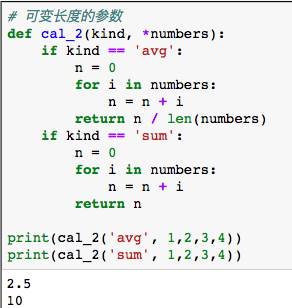 # 可变长度的参数
def cal_2(kind, *numbers):
    if kind == 'avg':
        n = 0
        for i in numbers:
            n = n + i
        return n / len(numbers)
    if kind == 'sum':
        n = 0
        for i in numbers:
            n = n + i
        return n

print(cal_2('avg', 1,2,3,4))
print(cal_2('sum', 1,2,3,4))
2.5
10